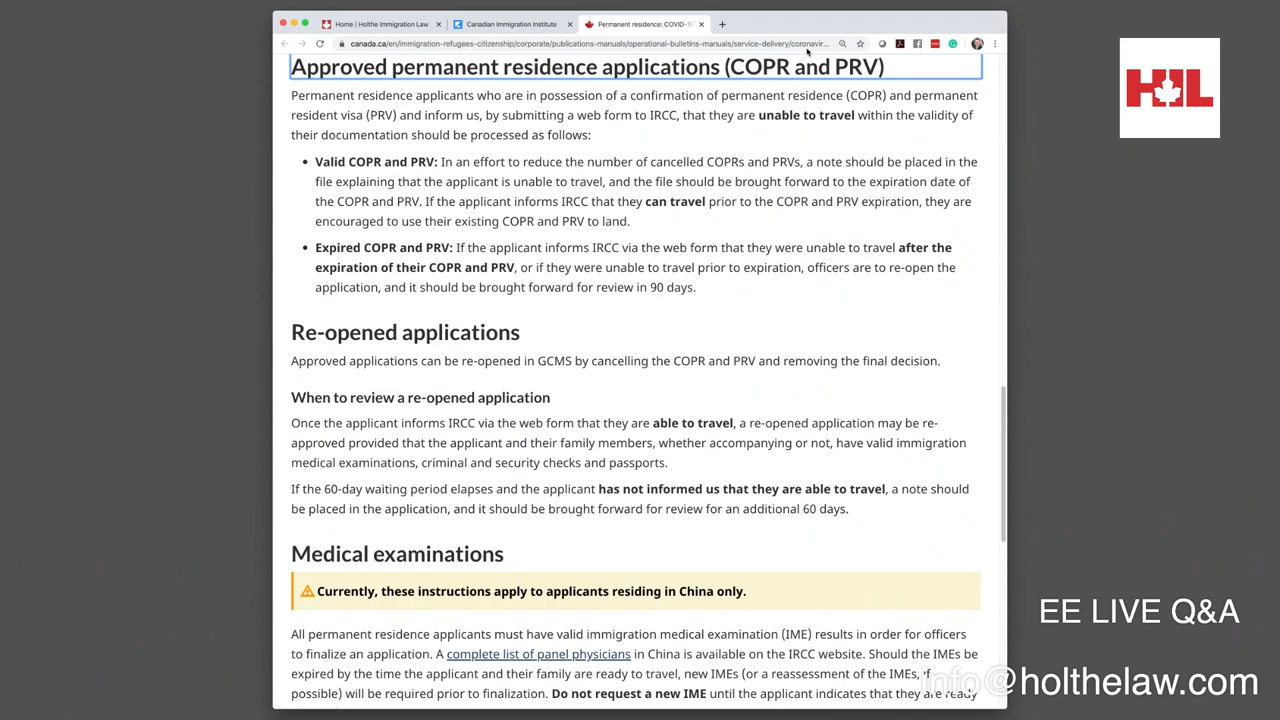 Home | Holthe Immigration Law
Canadian Immigration Institute
Permanent residence: COVID-19
canada.ca/en/immigration-refugees-citizenship/corporate/publications-manuals/operational-bulletins-manuals/service-delivery/coronavir...
Approved permanent residence applications (COPR and PRV)
Permanent residence applicants who are in possession of a confirmation of permanent residence (COPR) and permanent
resident visa (PRV) and inform us, by submitting a web form to IRCC, that they are unable to travel within the validity of
their documentation should be processed as follows:
• Valid COPR and PRV: In an effort to reduce the number of cancelled COPRs and PRVs, a note should be placed in the
file explaining that the applicant is unable to travel, and the file should be brought forward to the expiration date of
the COPR and PRV. If the applicant informs IRCC that they can travel prior to the COPR and PRV expiration, they are
encouraged to use their existing COPR and PRV to land.
• Expired COPR and PRV: If the applicant informs IRCC via the web form that they were unable to travel after the
expiration of their COPR and PRV, or if they were unable to travel prior to expiration, officers are to re-open the
application, and it should be brought forward for review in 90 days.
Re-opened applications
Approved applications can be re-opened in GCMS by cancelling the COPR and PRV and removing the final decision.
When to review a re-opened application
Once the applicant informs IRCC via the web form that they are able to travel, a re-opened application may be re-
approved provided that the applicant and their family members, whether accompanying or not, have valid immigration
medical examinations, criminal and security checks and passports.
If the 60-day waiting period elapses and the applicant has not informed us that they are able to travel, a note should
be placed in the application, and it should be brought forward for review for an additional 60 days.
Medical examinations
Currently, these instructions apply to applicants residing in China only.
All permanent residence applicants must have valid immigration medical examination (IME) results in order for officers
to finalize an application. A complete list of panel physicians in China is available on the IRCC website. Should the IMEs be
expired by the time the applicant and their family are ready to travel, new IMEs (or a reassessment of the IMEs, if
possible) will be required prior to finalization. Do not request a new IME until the applicant indicates that they are ready
HIL
EE LIVE Q&A
info@holthelaw.com